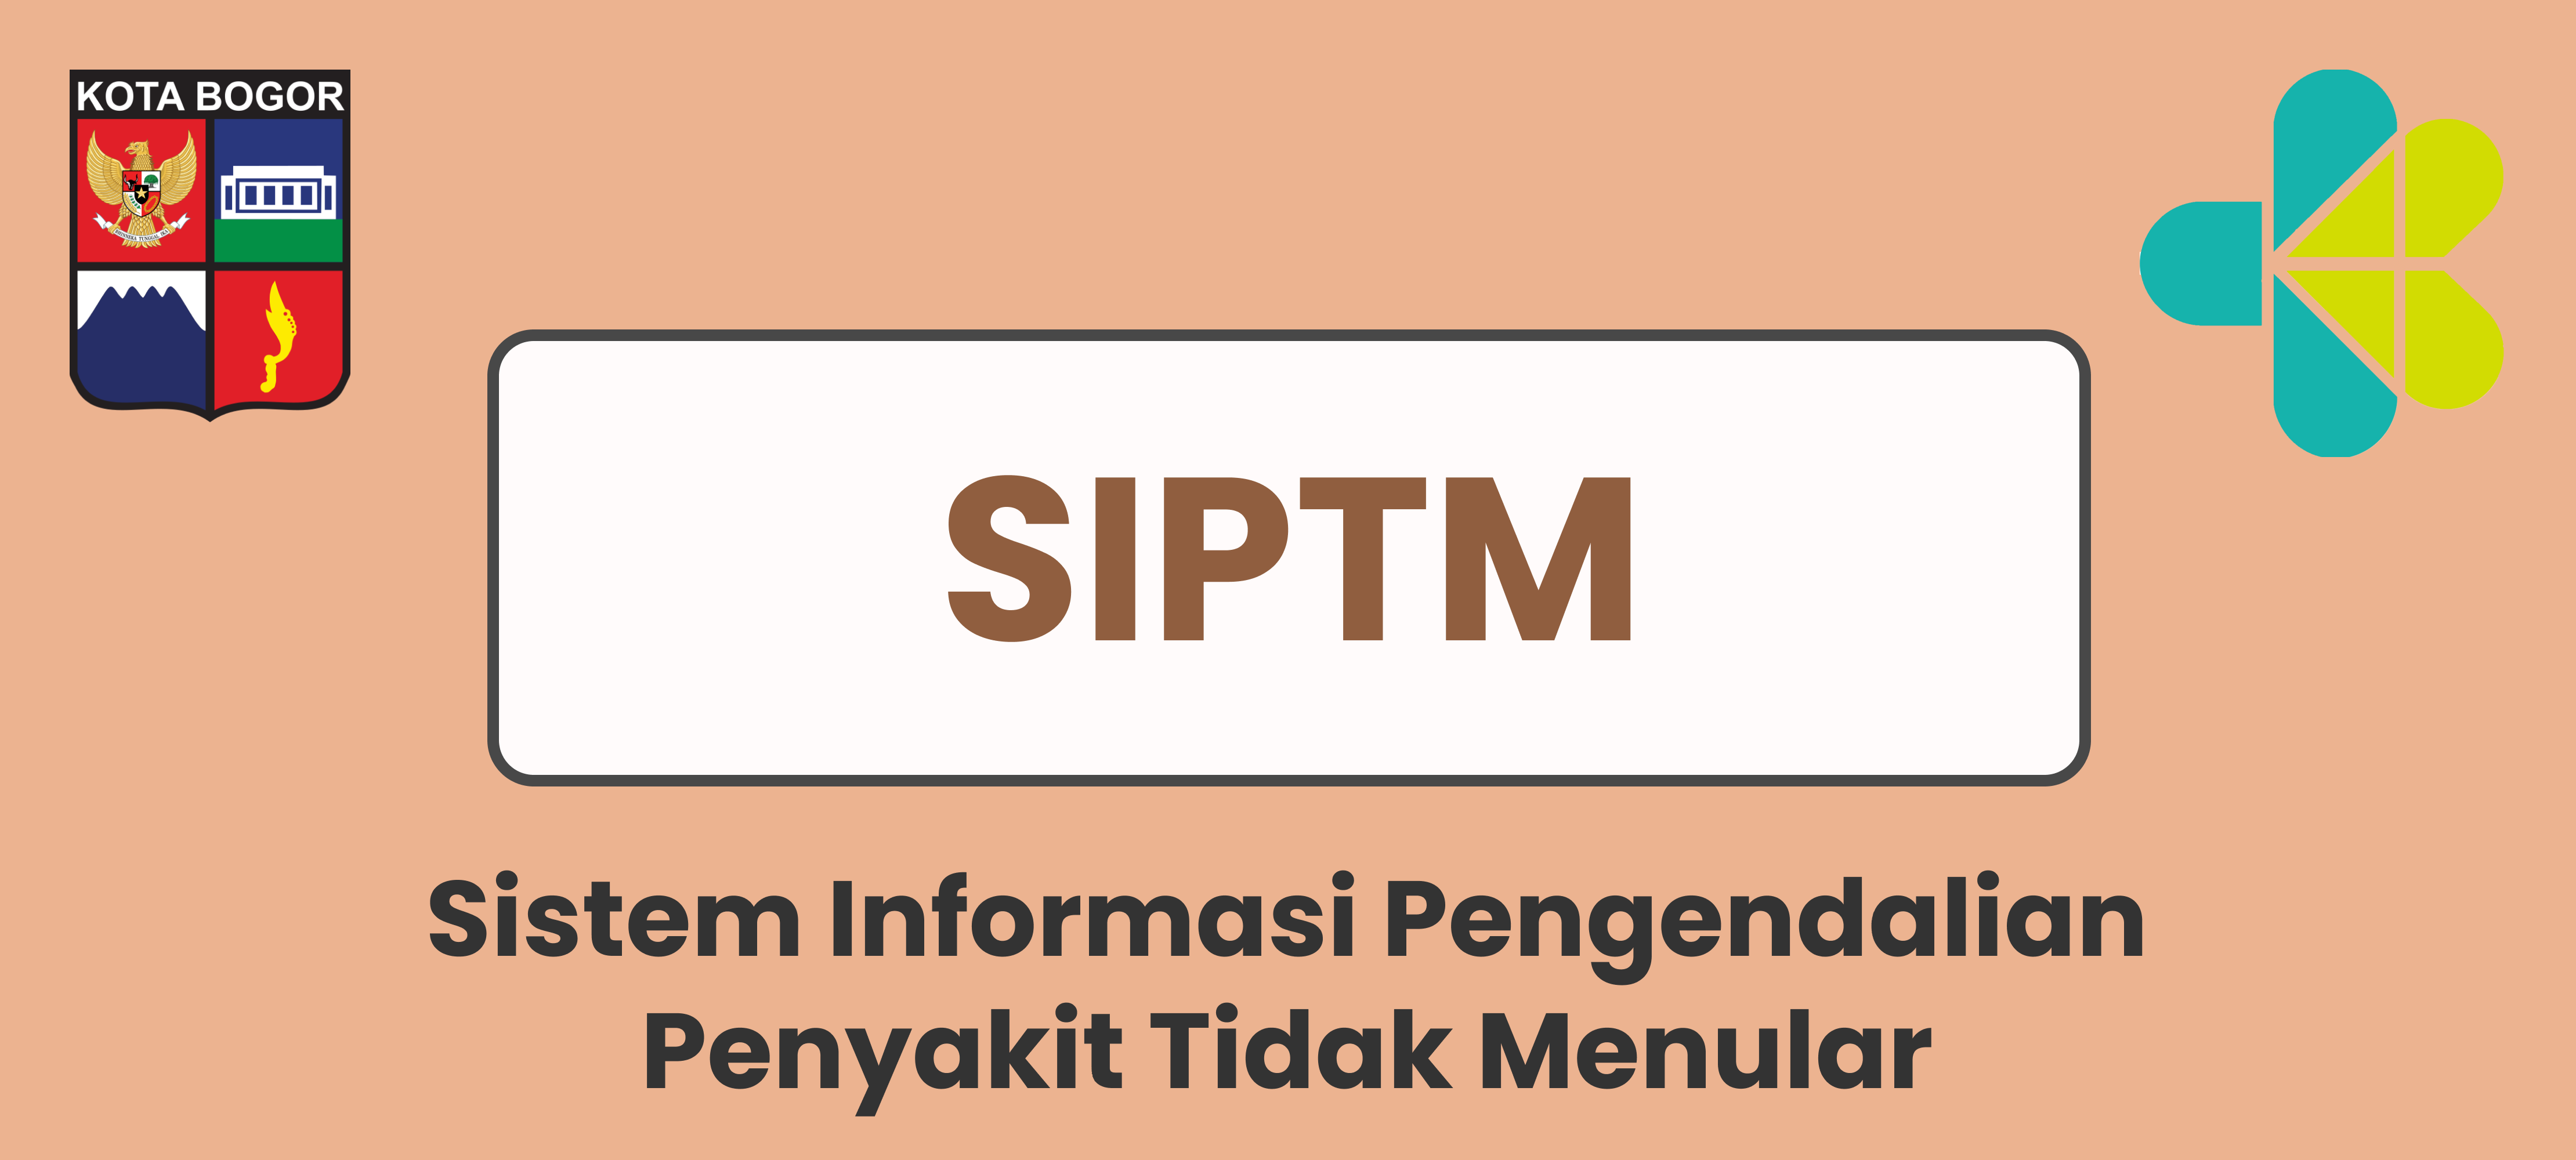 KOTA BOGOR
SIPTM
Sistem Informasi Pengendalian
Penyakit Tidak Menular